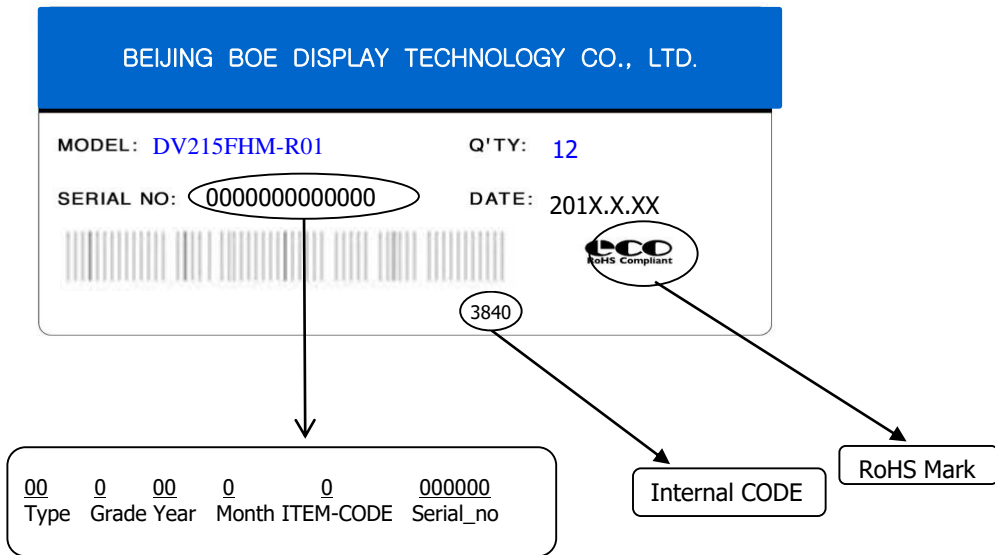 BEIJING BOE DISPLAY TECHNOLOGY CO., LTD.
MODEL: DV215FHM-R01 Q'TY: 12
SERIAL NO: 0000000000000 DATE: 201X.X.XX
eco
RoHS Compliant
3840
00 0 00 0 0 000000
Type Grade Year Month ITEM-CODE Serial_no
Internal CODE
RoHS Mark